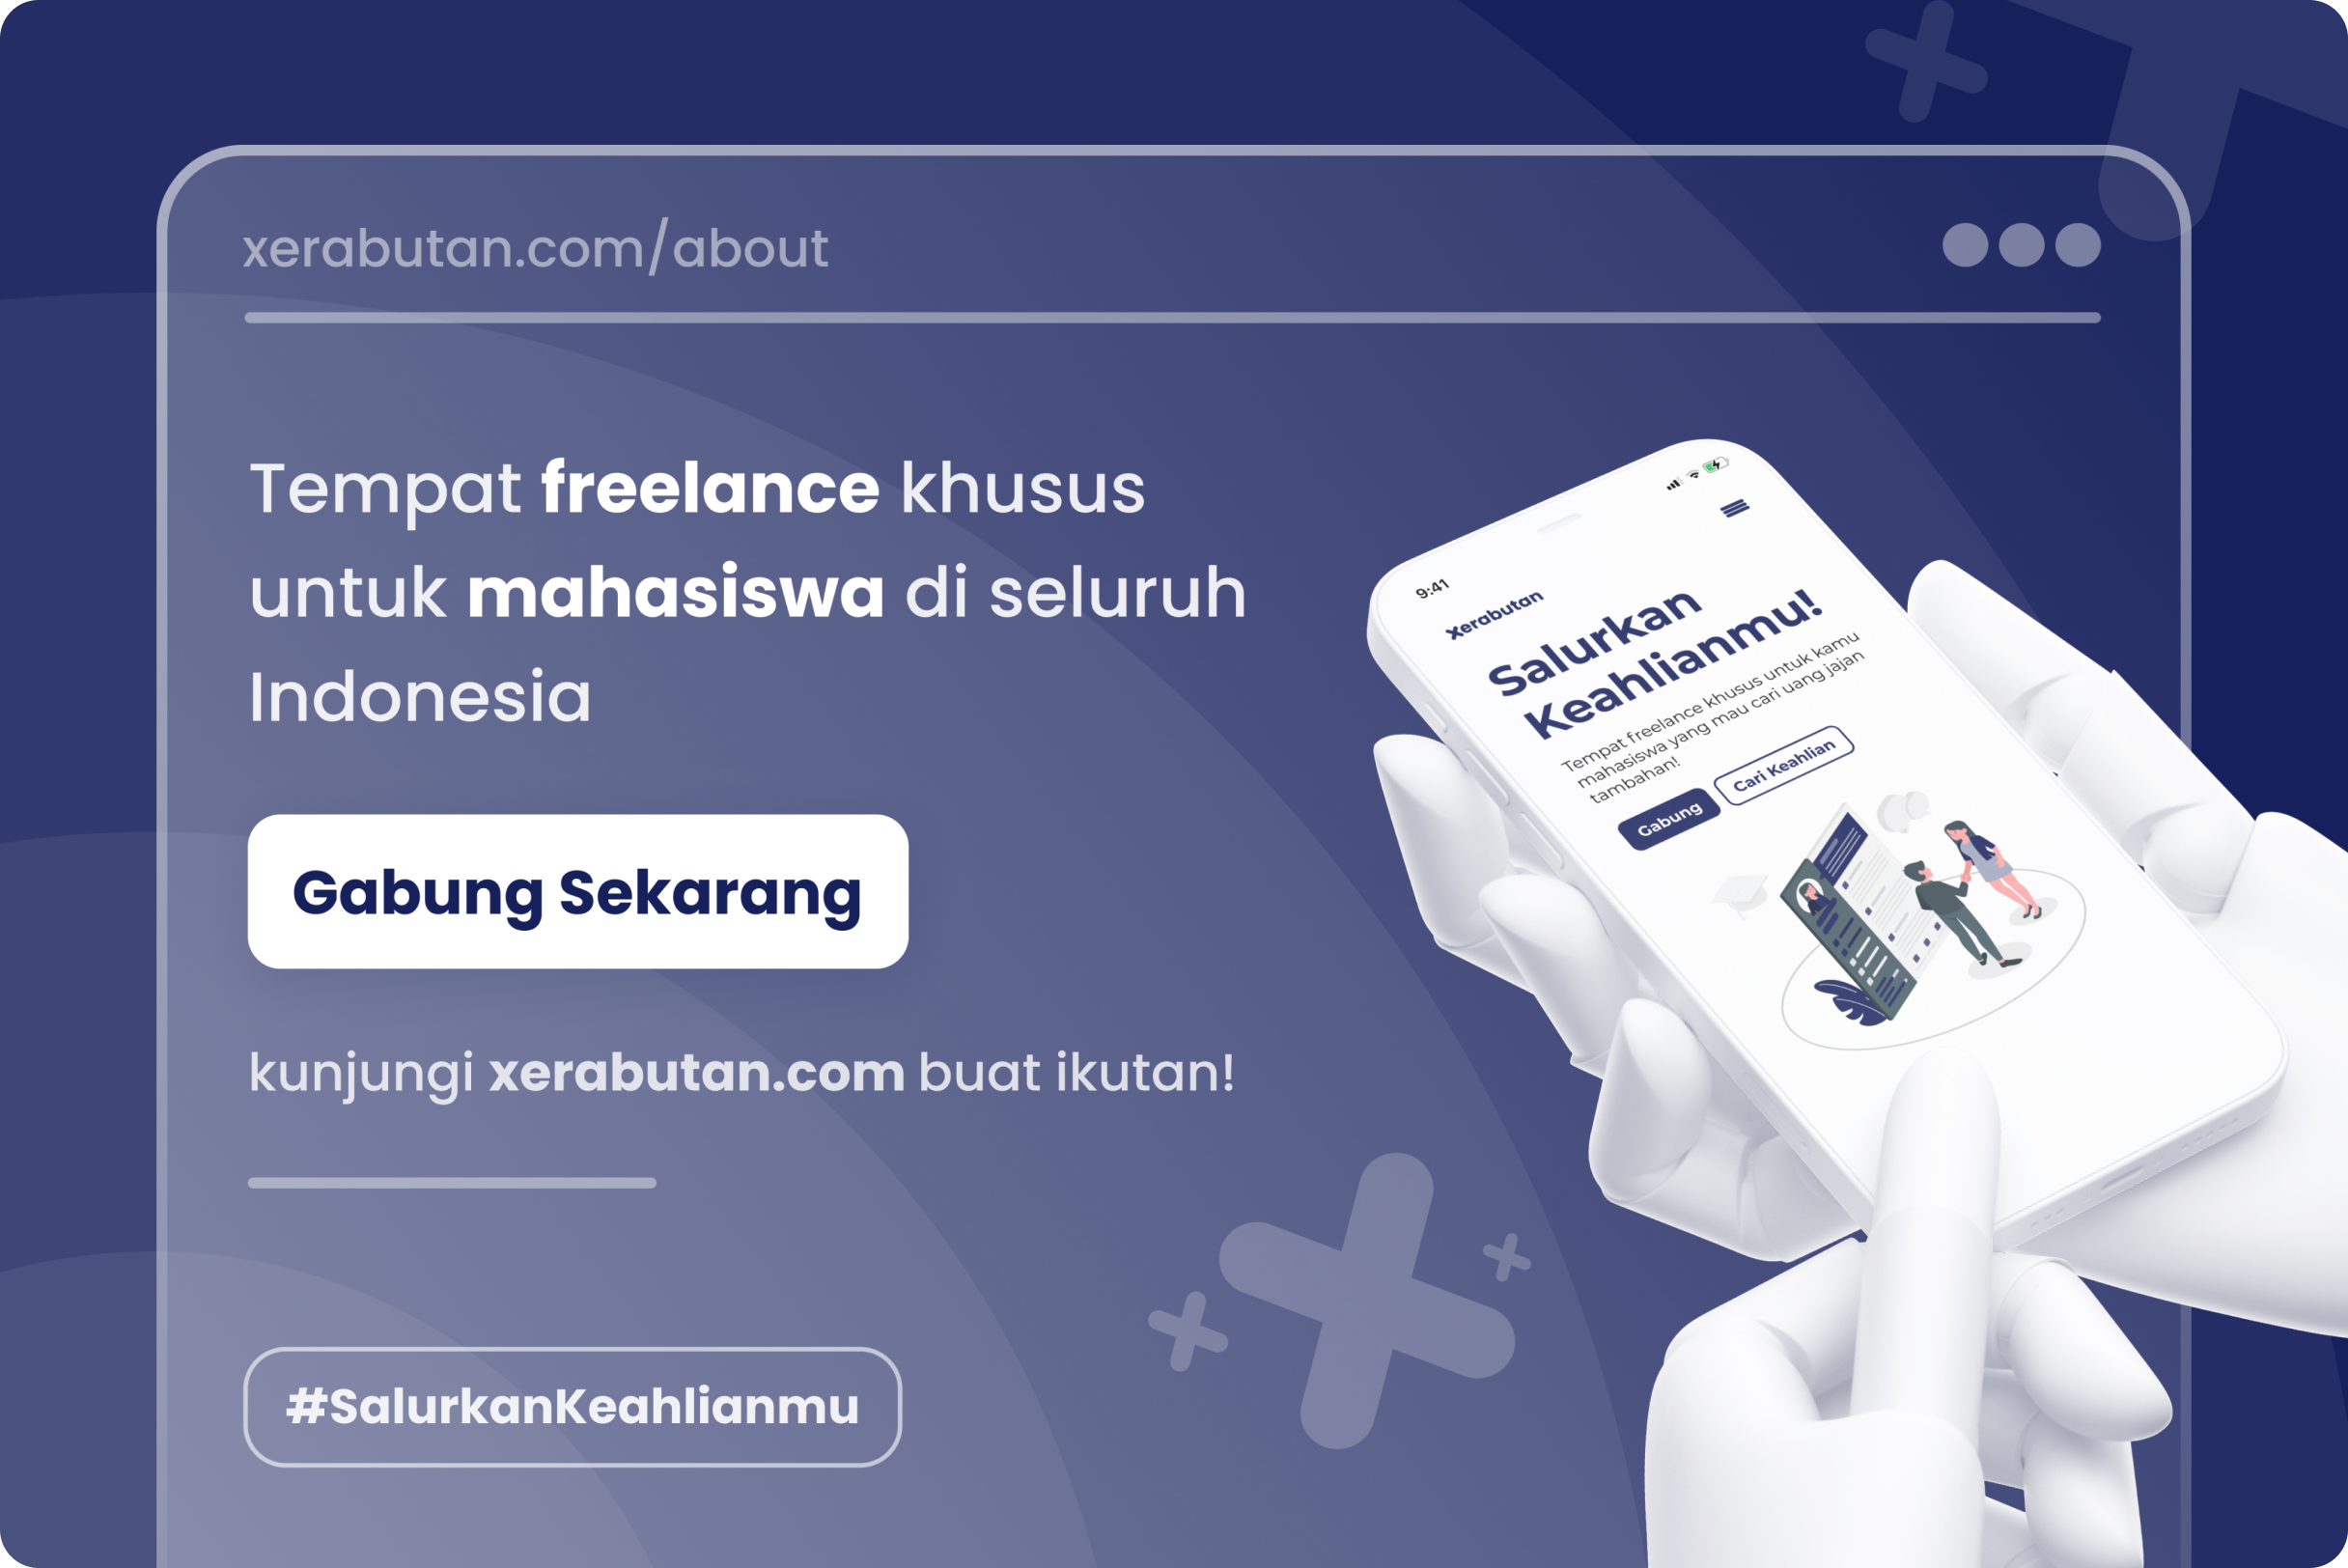 xerabutan.com/about
Tempat freelance khusus
untuk mahasiswa di seluruh
Indonesia
Gabung Sekarang
kunjungi xerabutan.com buat ikutan!
#SalurkanKeahlianmu
9:41
xerabutan
Salurkan
Keahlianmu!
Tempat freelance khusus untuk kamu
mahasiswa yang mau cari uang jajan
tambahan!
Gabung
Cari Keahlian